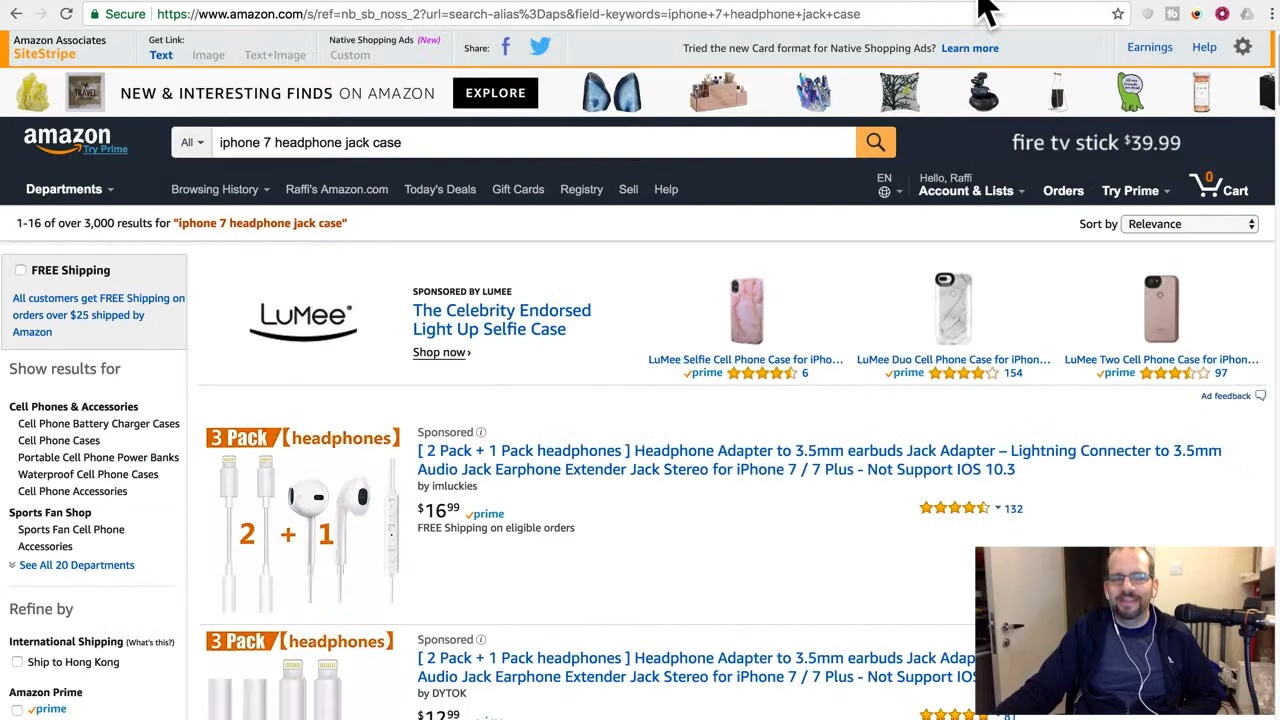 Secure | https://www.amazon.com/s/ref=nb_sb_noss_2?url=search-alias%3Daps&field-keywords=iphone+7+headphone+jack+case
Amazon Associates
SiteStripe
Get Link:
Text Image Text+Image
Native Shopping Ads (New)
Custom
Share:
Tried the new Card format for Native Shopping Ads? Learn more
Earnings Help
NEW & INTERESTING FINDS ON AMAZON EXPLORE
amazon
Try Prime
All iphone 7 headphone jack case
fire tv stick $39.99
Departments Browsing History Raffi's Amazon.com Today's Deals Gift Cards Registry Sell Help
EN
Hello, Raffi
Account & Lists Orders Try Prime 0 Cart
1-16 of over 3,000 results for "iphone 7 headphone jack case"
Sort by Relevance
FREE Shipping
All customers get FREE Shipping on
orders over $25 shipped by
Amazon
Show results for
Cell Phones & Accessories
Cell Phone Battery Charger Cases
Cell Phone Cases
Portable Cell Phone Power Banks
Waterproof Cell Phone Cases
Cell Phone Accessories
Sports Fan Shop
Sports Fan Cell Phone
Accessories
See All 20 Departments
Refine by
International Shipping (What's this?)
Ship to Hong Kong
Amazon Prime
prime
LuMee
SPONSORED BY LUMEE
The Celebrity Endorsed
Light Up Selfie Case
Shop now ›
LuMee Selfie Cell Phone Case for iPho...
prime 6
LuMee Duo Cell Phone Case for iPhon...
prime 154
LuMee Two Cell Phone Case for iPhon...
prime 97
Ad feedback
3 Pack 【headphones】
2 + 1
Sponsored
[ 2 Pack + 1 Pack headphones ] Headphone Adapter to 3.5mm earbuds Jack Adapter – Lightning Connecter to 3.5mm
Audio Jack Earphone Extender Jack Stereo for iPhone 7 / 7 Plus - Not Support IOS 10.3
by imluckies
$16 99 prime
FREE Shipping on eligible orders
132
3 Pack 【headphones】
Sponsored
[ 2 Pack + 1 Pack headphones ] Headphone Adapter to 3.5mm earbuds Jack Adap
Audio Jack Earphone Extender Jack Stereo for iPhone 7 / 7 Plus - Not Support IOS
by DYTOK
$12 99